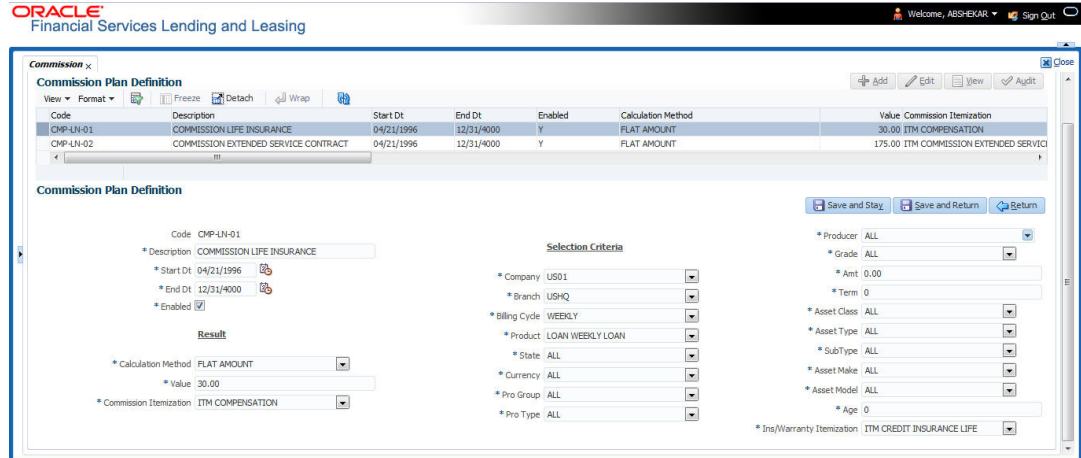 ORACLE
Financial Services Lending and Leasing
Welcome, ABSHEKAR Sign Out
Commission x
Close
Commission Plan Definition
Add Edit View Audit
View Format Freeze Detach Wrap
Code Description Start Dt End Dt Enabled Calculation Method Value Commission Itemization
CMP-LN-01 COMMISSION LIFE INSURANCE 04/21/1996 12/31/4000 Y FLAT AMOUNT 30.00 ITM COMPENSATION
CMP-LN-02 COMMISSION EXTENDED SERVICE CONTRACT 04/21/1996 12/31/4000 Y FLAT AMOUNT 175.00 ITM COMMISSION EXTENDED SERVICE
Commission Plan Definition
Save and Stay Save and Return Return
Code CMP-LN-01
* Description COMMISSION LIFE INSURANCE
* Start Dt 04/21/1996
* End Dt 12/31/4000
* Enabled
Result
* Calculation Method FLAT AMOUNT
* Value 30.00
* Commission Itemization ITM COMPENSATION
Selection Criteria
* Company US01
* Branch USHQ
* Billing Cycle WEEKLY
* Product LOAN WEEKLY LOAN
* State ALL
* Currency ALL
* Pro Group ALL
* Pro Type ALL
* Producer ALL
* Grade ALL
* Amt 0.00
* Term 0
* Asset Class ALL
* Asset Type ALL
* SubType ALL
* Asset Make ALL
* Asset Model ALL
* Age 0
* Ins/Warranty Itemization ITM CREDIT INSURANCE LIFE